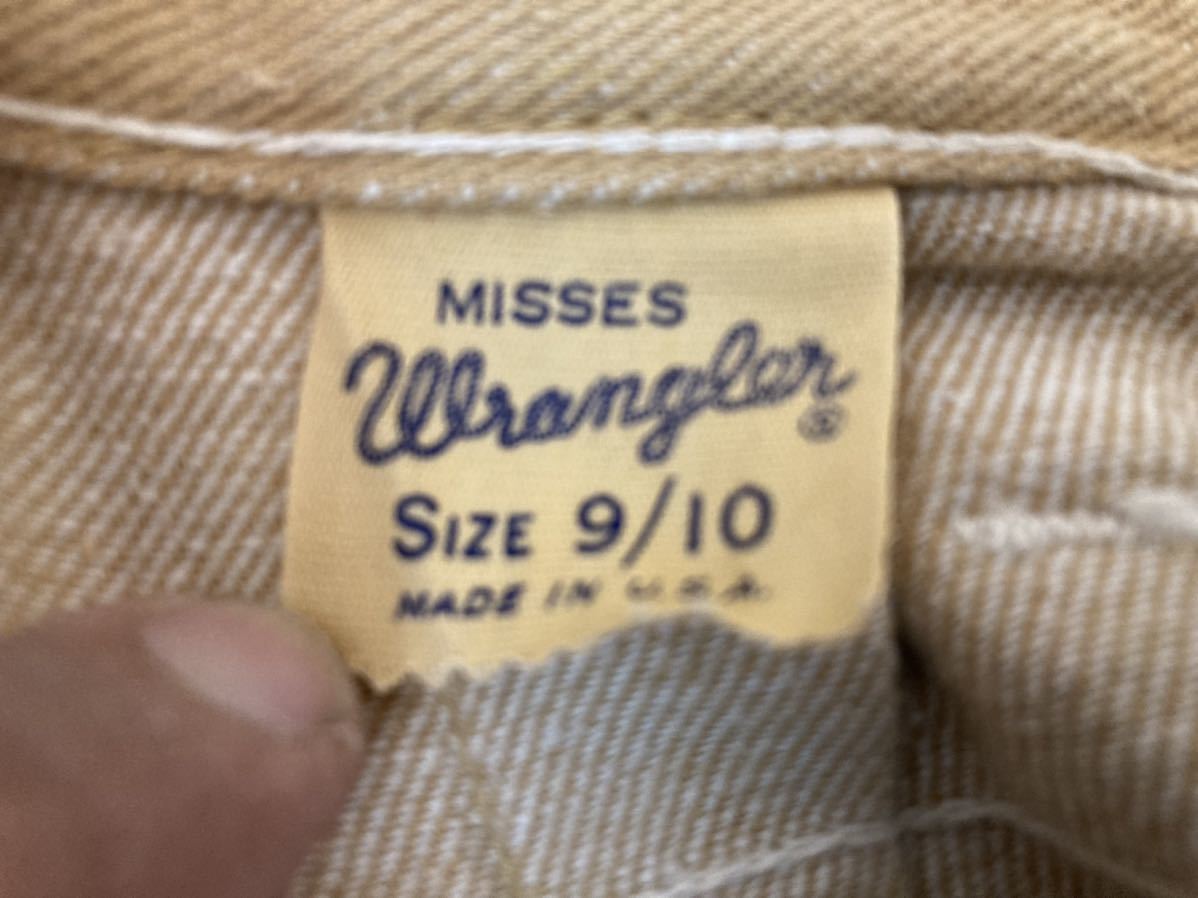 MISSES
Wrangler®
SIZE 9/10
MADE IN U.S.A.